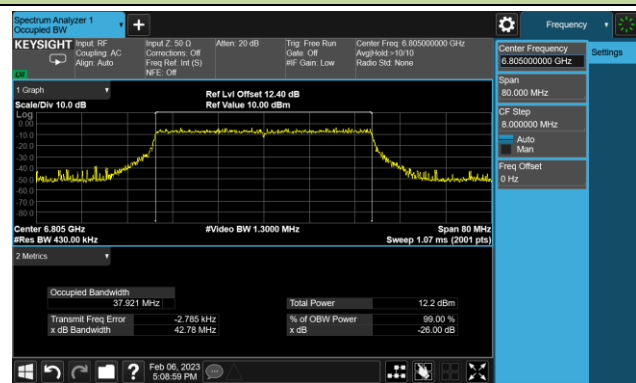 Spectrum Analyzer 1
Occupied BW
+
Frequency
KEYSIGHT
Input: RF
Coupling: AC
Align: Auto
Input Z: 50 Ω
Corrections: Off
Freq Ref: Int (S)
NFE: Off
Atten: 20 dB
Trig: Free Run
Gate: Off
#IF Gain: Low
Center Freq: 6.805000000 GHz
Avg|Hold:>10/10
Radio Std: None
Center Frequency
6.805000000 GHz
Settings
Span
80.000 MHz
CF Step
8.000000 MHz
Auto
Man
Freq Offset
0 Hz
1 Graph
Scale/Div 10.0 dB
Ref Lvl Offset 12.40 dB
Ref Value 10.00 dBm
Log
0.00
-10.0
-20.0
-30.0
-40.0
-50.0
-60.0
-70.0
-80.0
Center 6.805 GHz
#Video BW 1.3000 MHz
Span 80 MHz
#Res BW 430.00 kHz
Sweep 1.07 ms (2001 pts)
2 Metrics
Occupied Bandwidth
37.921 MHz
Total Power 12.2 dBm
Transmit Freq Error -2.785 kHz
% of OBW Power 99.00 %
x dB Bandwidth 42.78 MHz
x dB -26.00 dB
?
Feb 06, 2023
5:08:59 PM